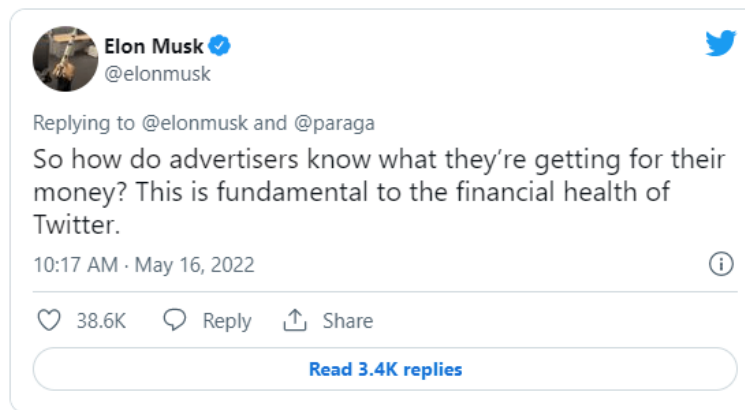 Elon Musk
@elonmusk
Replying to @elonmusk and @paraga
So how do advertisers know what they’re getting for their
money? This is fundamental to the financial health of
Twitter.
10:17 AM · May 16, 2022
38.6K Reply Share
Read 3.4K replies